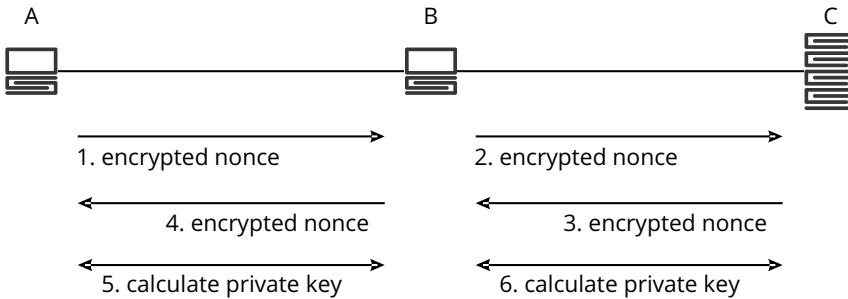 A B C
1. encrypted nonce 2. encrypted nonce
4. encrypted nonce 3. encrypted nonce
5. calculate private key 6. calculate private key